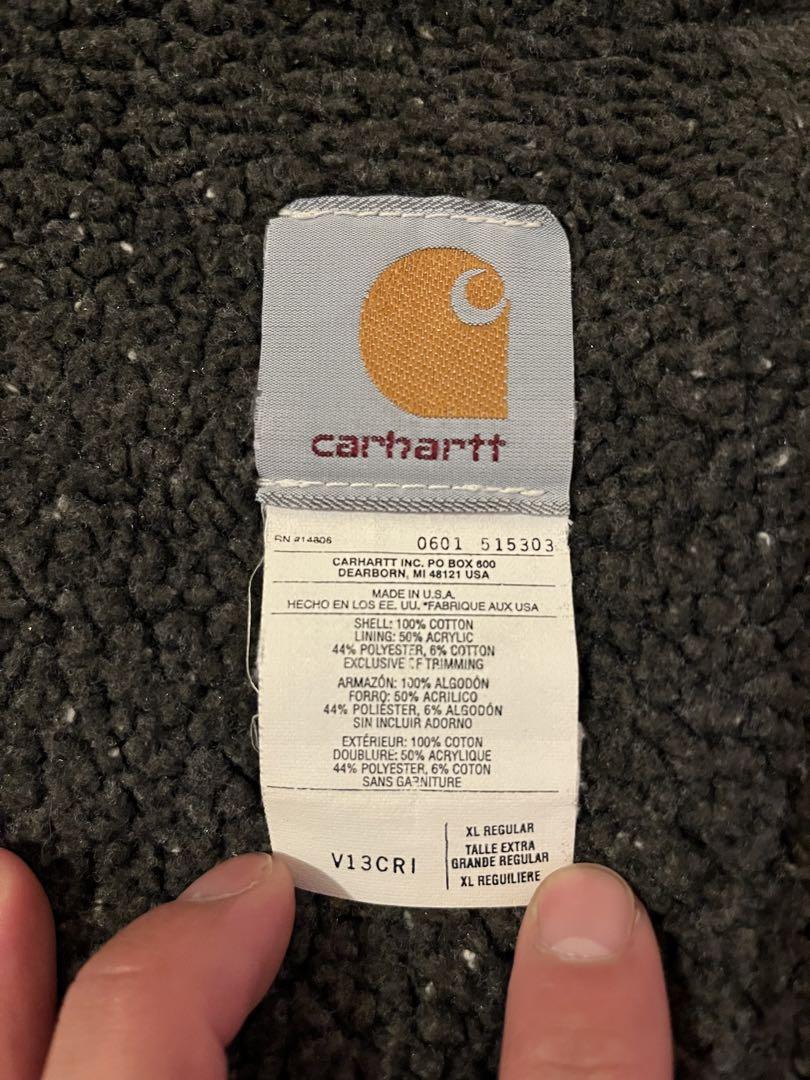 carhartt
RN #14806 0601 515303
CARHARTT INC. PO BOX 600
DEARBORN, MI 48121 USA
MADE IN U.S.A.
HECHO EN LOS EE. UU. *FABRIQUE AUX USA
SHELL: 100% COTTON
LINING: 50% ACRYLIC
44% POLYESTER, 6% COTTON
EXCLUSIVE OF TRIMMING
ARMAZÓN: 100% ALGODÓN
FORRO: 50% ACRILICO
44% POLIÉSTER, 6% ALGODÓN
SIN INCLUIR ADORNO
EXTÉRIEUR: 100% COTON
DOUBLURE: 50% ACRYLIQUE
44% POLYESTER, 6% COTON
SANS GARNITURE
V13CRI
XL REGULAR
TALLE EXTRA
GRANDE REGULAR
XL REGUILIERE